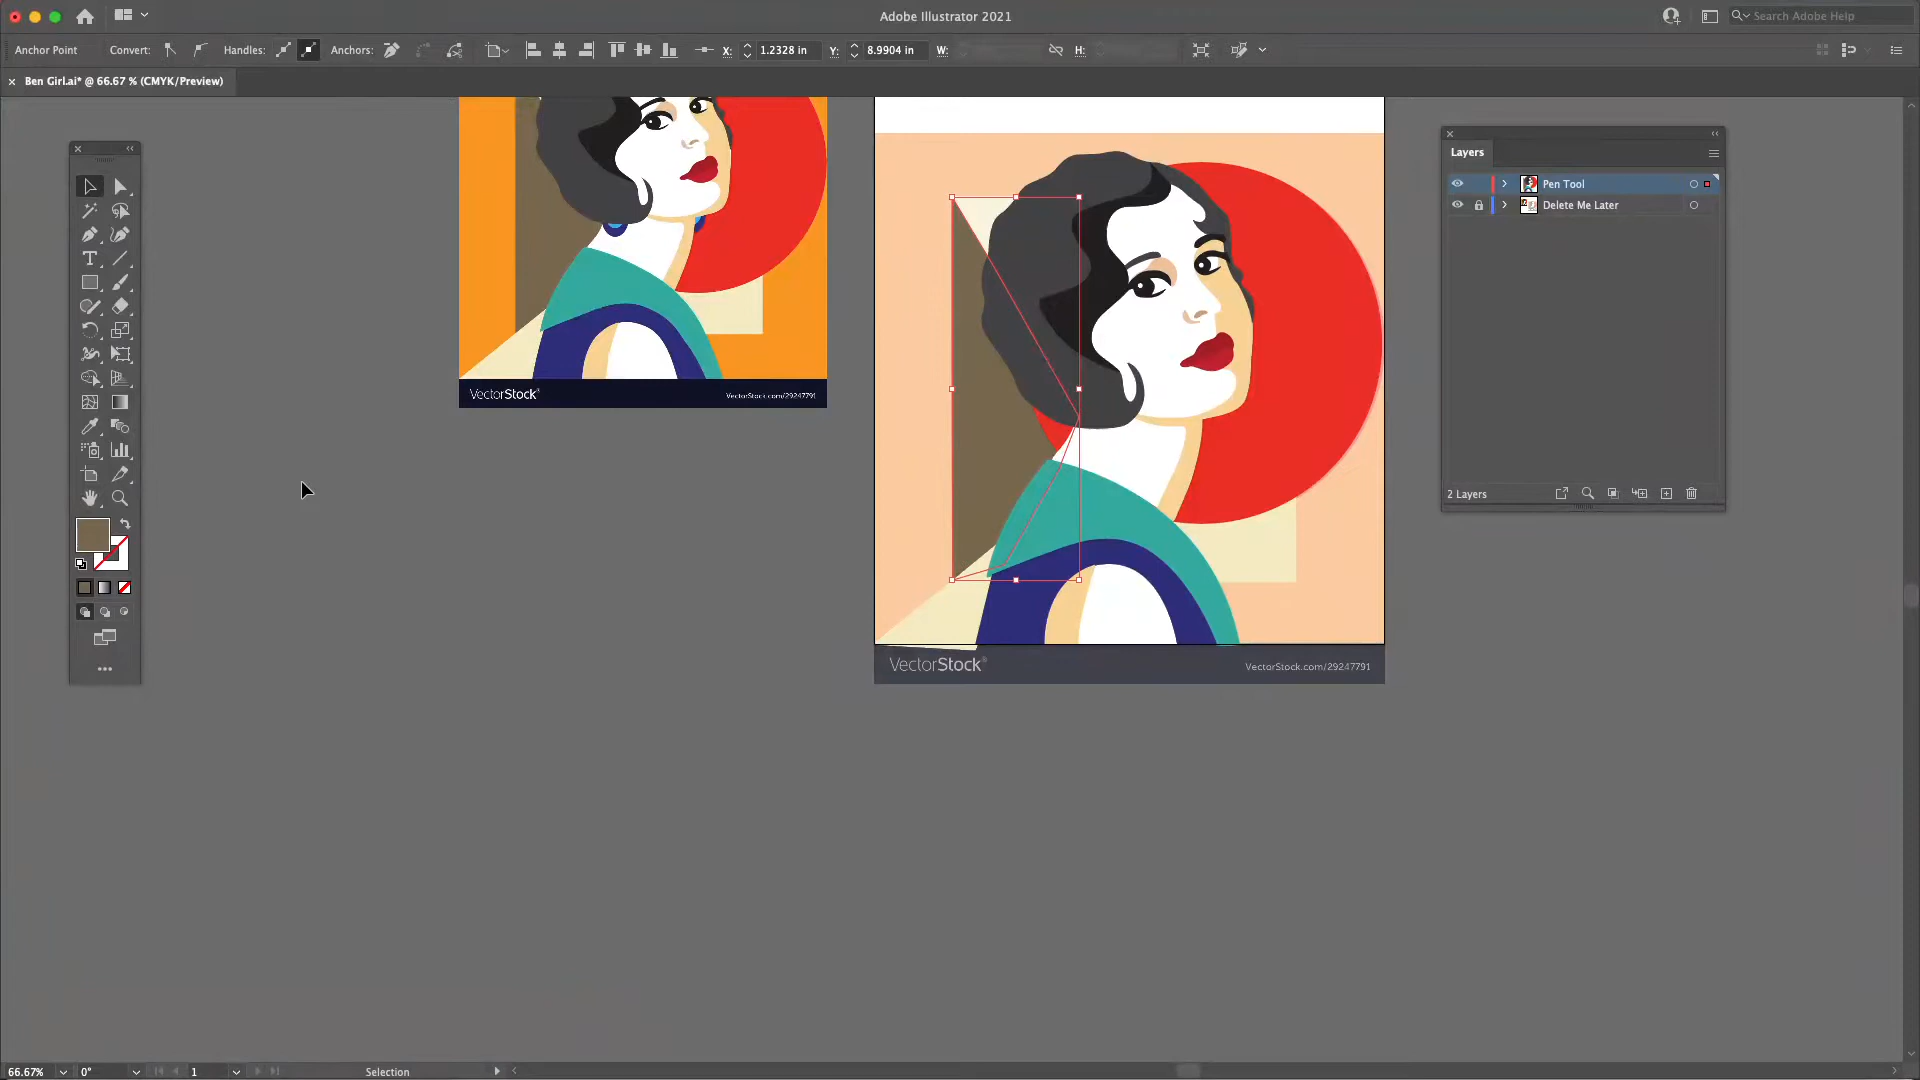 Adobe Illustrator 2021
Search Adobe Help
Anchor Point
Convert:
Handles:
Anchors:
X:
1.2328 in
Y:
8.9904 in
W:
H:
Ben Girl.ai* @ 66.67 % (CMYK/Preview)
Layers
Pen Tool
Delete Me Later
2 Layers
VectorStock®
VectorStock.com/29247791
VectorStock®
VectorStock.com/29247791
66.67%
0°
1
Selection